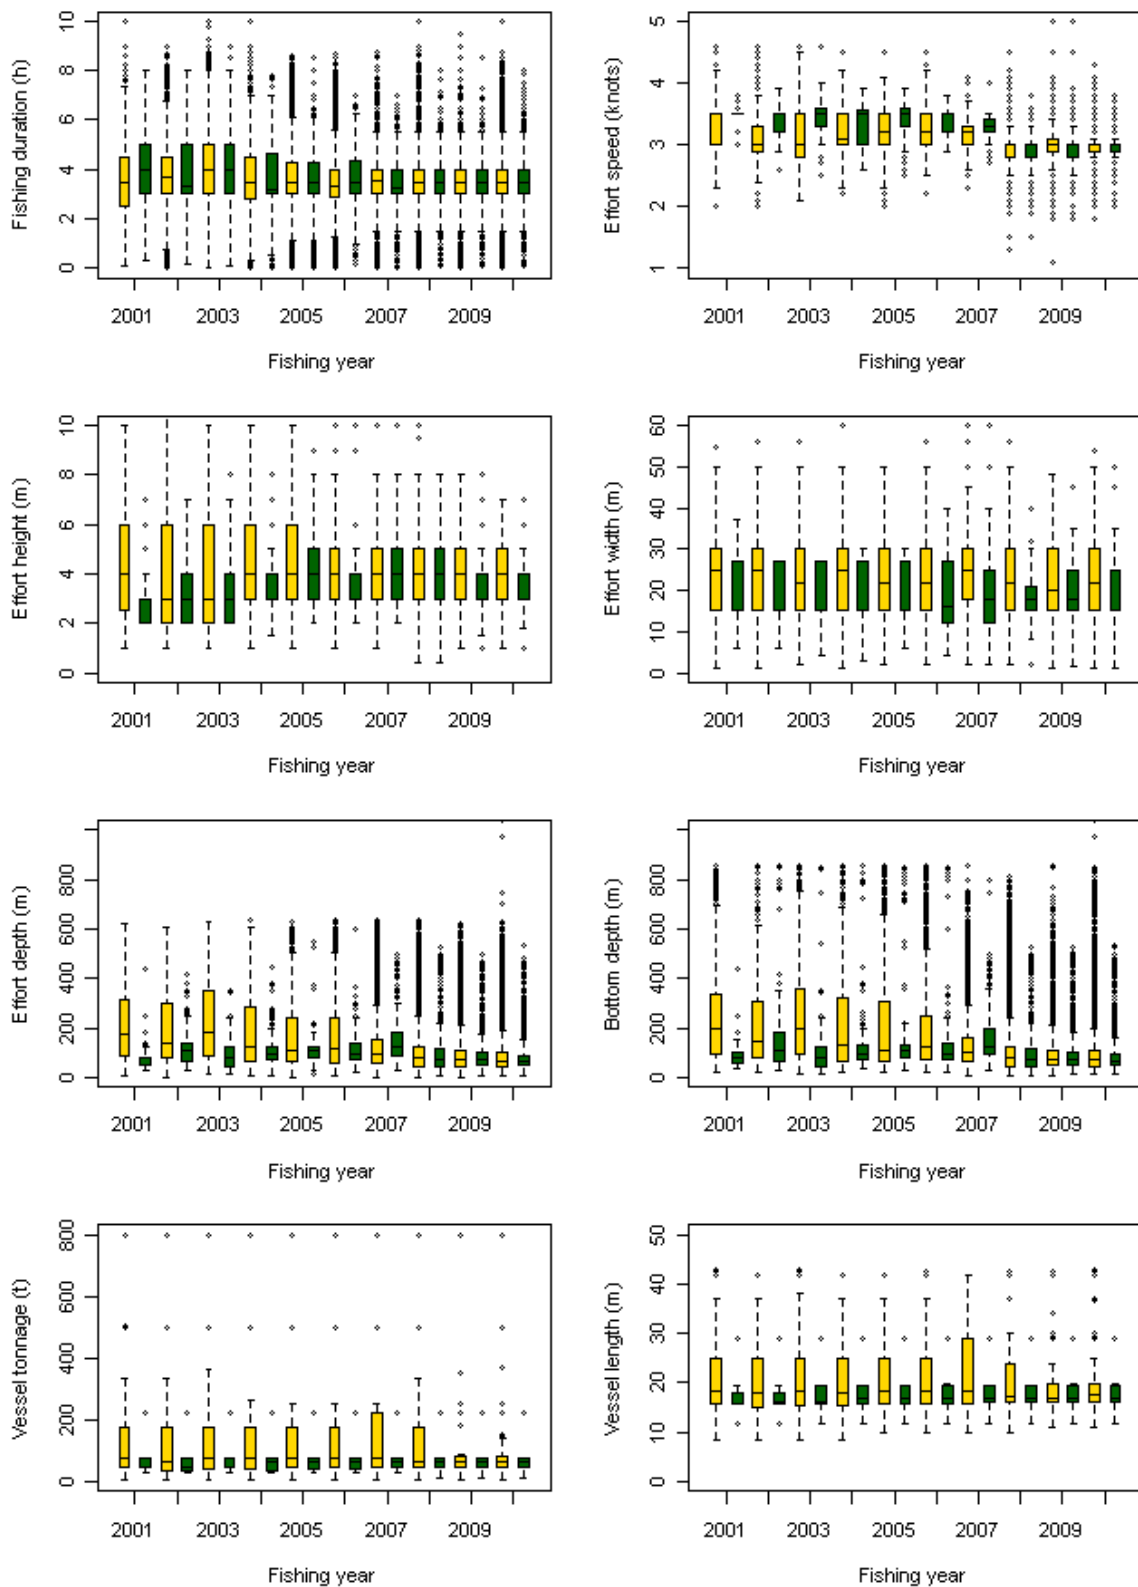 Fishing duration (h)
0 2 4 6 8 10
2001 2003 2005 2007 2009
Fishing year
Effort speed (knots)
1 2 3 4 5
2001 2003 2005 2007 2009
Fishing year
Effort height (m)
0 2 4 6 8 10
2001 2003 2005 2007 2009
Fishing year
Effort width (m)
0 10 20 30 40 50 60
2001 2003 2005 2007 2009
Fishing year
Effort depth (m)
0 200 400 600 800
2001 2003 2005 2007 2009
Fishing year
Bottom depth (m)
0 200 400 600 800
2001 2003 2005 2007 2009
Fishing year
Vessel tonnage (t)
0 200 400 600 800
2001 2003 2005 2007 2009
Fishing year
Vessel length (m)
0 10 20 30 40 50
2001 2003 2005 2007 2009
Fishing year